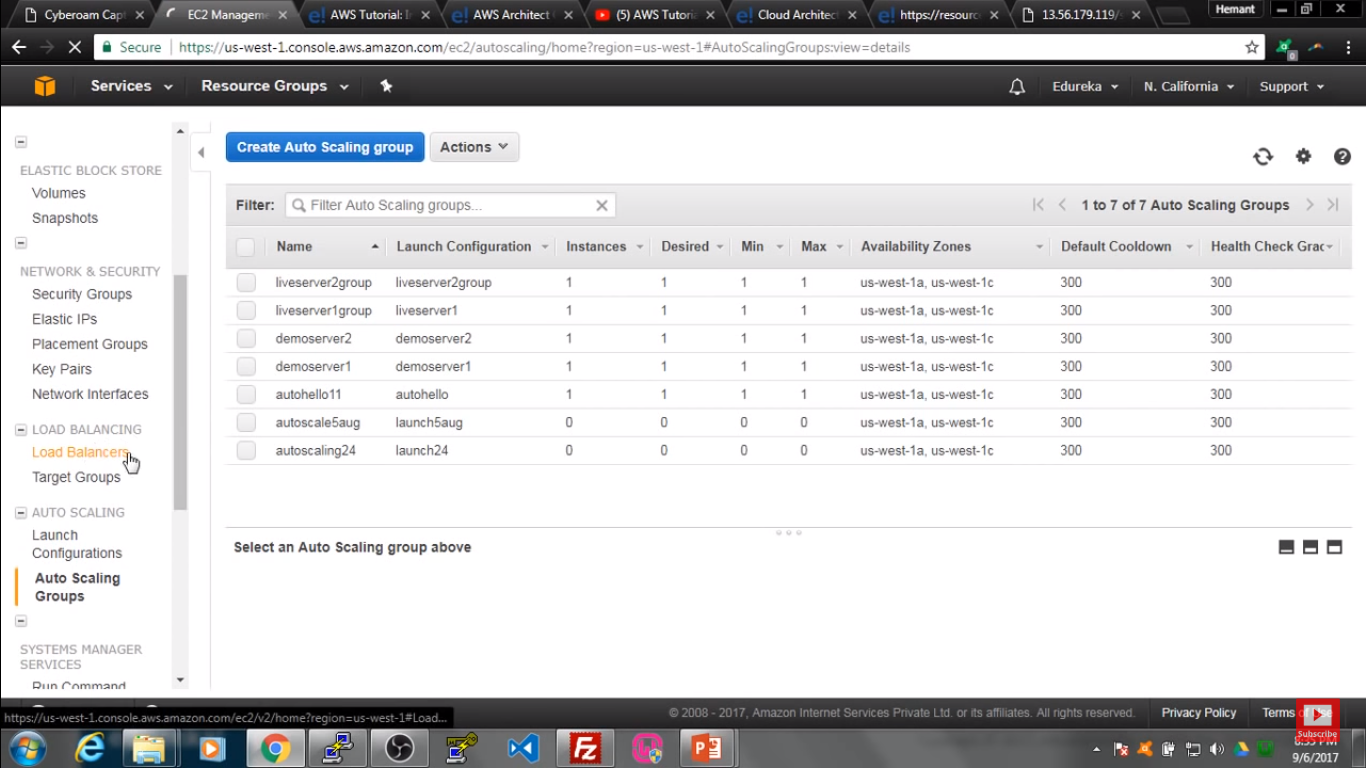 Cyberoam Cap
EC2 Managemen
AWS Tutorial: I
AWS Architect
(5) AWS Tutoria
Cloud Architect
https://resourc
13.56.179.119/s
Hemant
Secure
https://us-west-1.console.aws.amazon.com/ec2/autoscaling/home?region=us-west-1#AutoScalingGroups:view=details
0
Services
Resource Groups
Edureka
N. California
Support
ELASTIC BLOCK STORE
Volumes
Snapshots
NETWORK & SECURITY
Security Groups
Elastic IPs
Placement Groups
Key Pairs
Network Interfaces
LOAD BALANCING
Load Balancers
Target Groups
AUTO SCALING
Launch
Configurations
Auto Scaling
Groups
SYSTEMS MANAGER
SERVICES
Run Command
Create Auto Scaling group
Actions
Filter:
Filter Auto Scaling groups...
1 to 7 of 7 Auto Scaling Groups
Name Launch Configuration Instances Desired Min Max Availability Zones Default Cooldown Health Check Grac
liveserver2group liveserver2group 1 1 1 1 us-west-1a, us-west-1c 300 300
liveserver1group liveserver1 1 1 1 1 us-west-1a, us-west-1c 300 300
demoserver2 demoserver2 1 1 1 1 us-west-1a, us-west-1c 300 300
demoserver1 demoserver1 1 1 1 1 us-west-1a, us-west-1c 300 300
autohello11 autohello 1 1 1 1 us-west-1a, us-west-1c 300 300
autoscale5aug launch5aug 0 0 0 0 us-west-1a, us-west-1c 300 300
autoscaling24 launch24 0 0 0 0 us-west-1a, us-west-1c 300 300
Select an Auto Scaling group above
https://us-west-1.console.aws.amazon.com/ec2/v2/home?region=us-west-1#Load...
© 2008 - 2017, Amazon Internet Services Private Ltd. or its affiliates. All rights reserved.
Privacy Policy
Terms of Use
Subscribe
9/6/2017